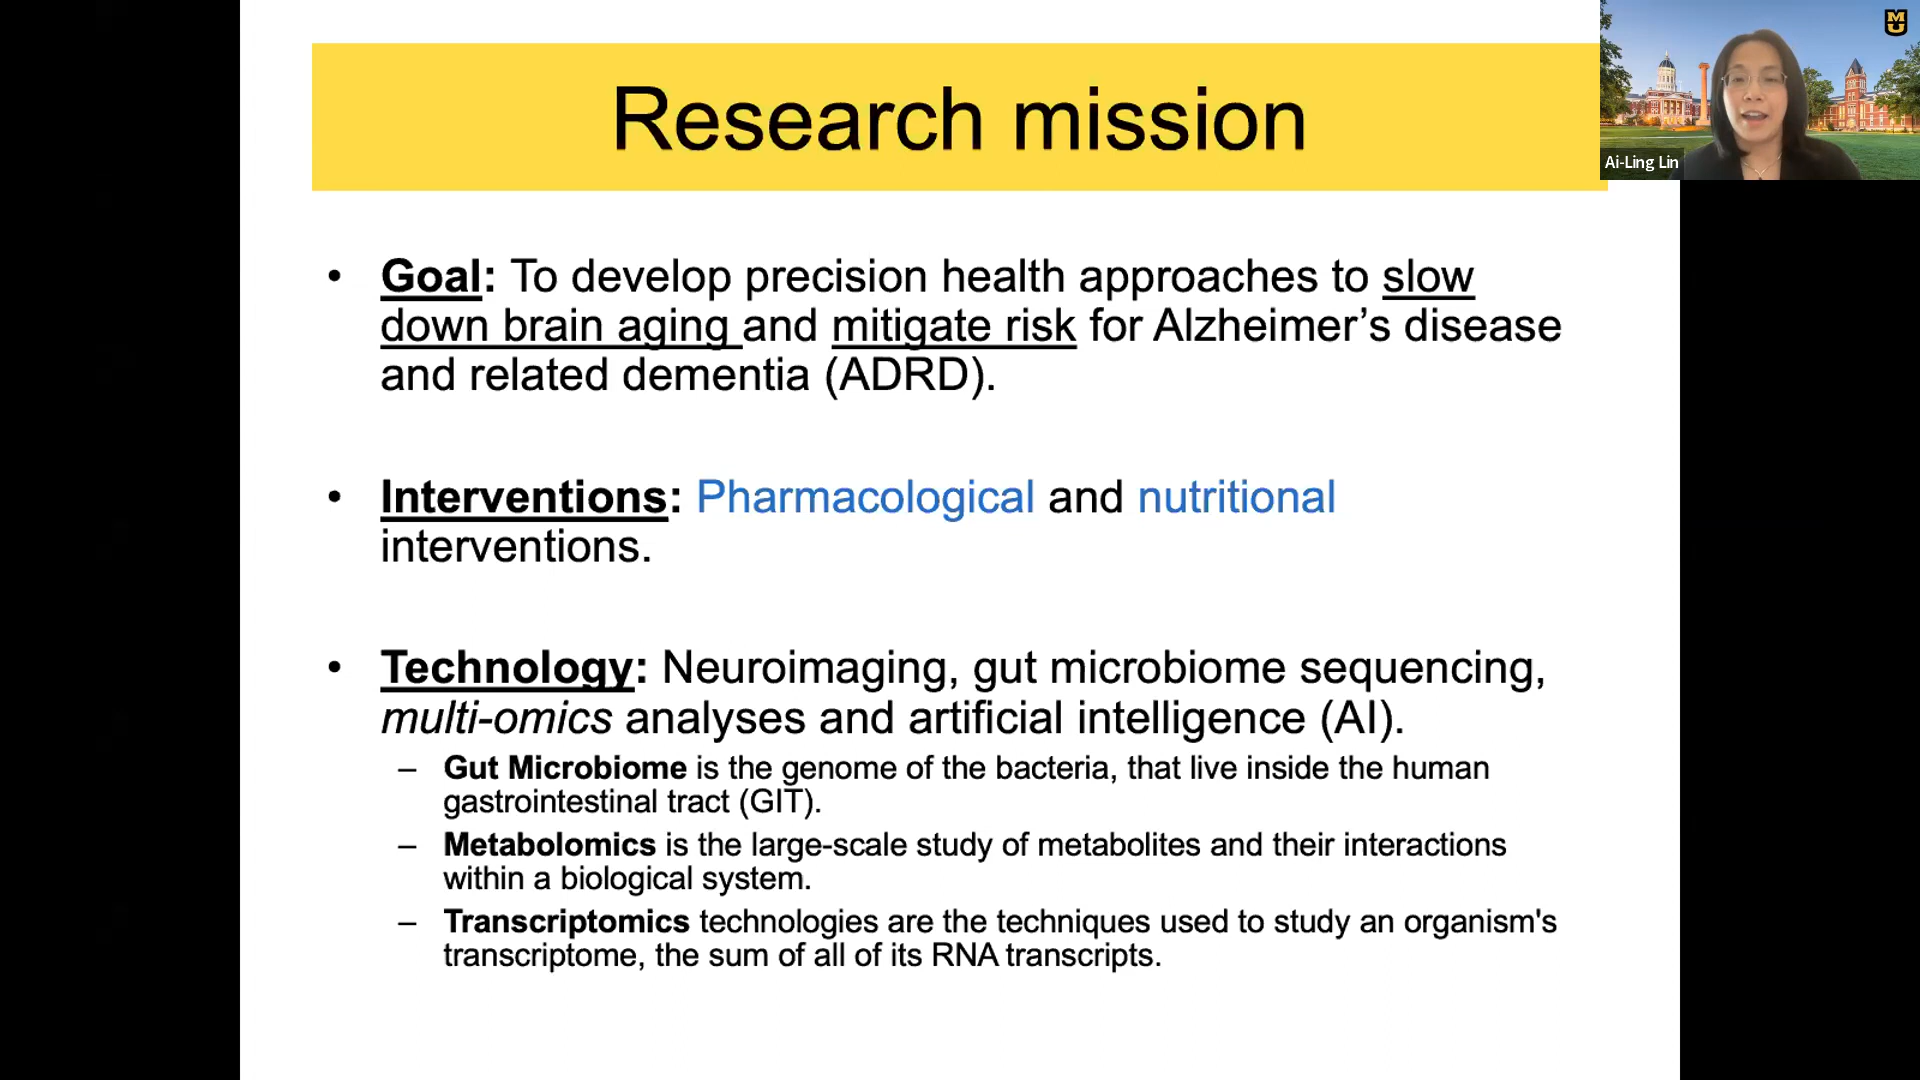 Research mission
MU
Ai-Ling Lin
• Goal: To develop precision health approaches to slow
down brain aging and mitigate risk for Alzheimer’s disease
and related dementia (ADRD).
• Interventions: Pharmacological and nutritional
interventions.
• Technology: Neuroimaging, gut microbiome sequencing,
multi-omics analyses and artificial intelligence (AI).
– Gut Microbiome is the genome of the bacteria, that live inside the human
gastrointestinal tract (GIT).
– Metabolomics is the large-scale study of metabolites and their interactions
within a biological system.
– Transcriptomics technologies are the techniques used to study an organism's
transcriptome, the sum of all of its RNA transcripts.